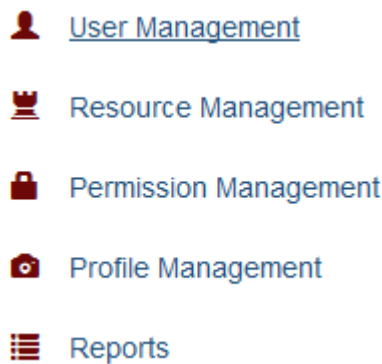 User Management
Resource Management
Permission Management
Profile Management
Reports